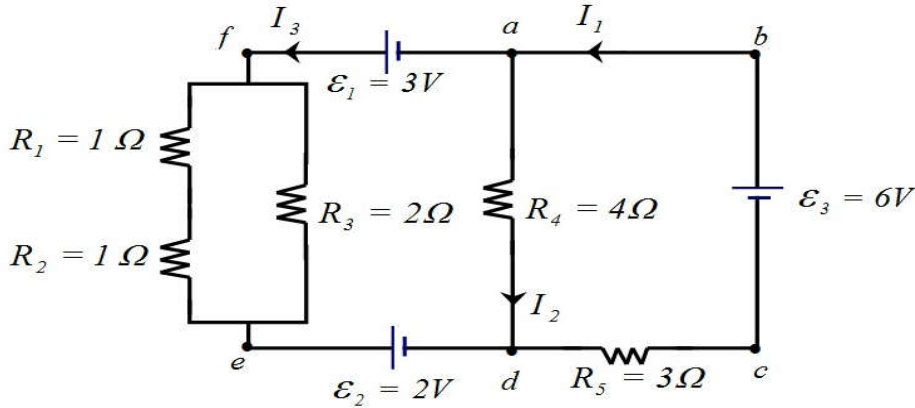 f
I₃
a
I₁
b
ε₁ = 3V
R₁ = 1 Ω
R₃ = 2Ω
R₄ = 4Ω
ε₃ = 6V
R₂ = 1 Ω
I₂
e
ε₂ = 2V
d
R₅ = 3Ω
c